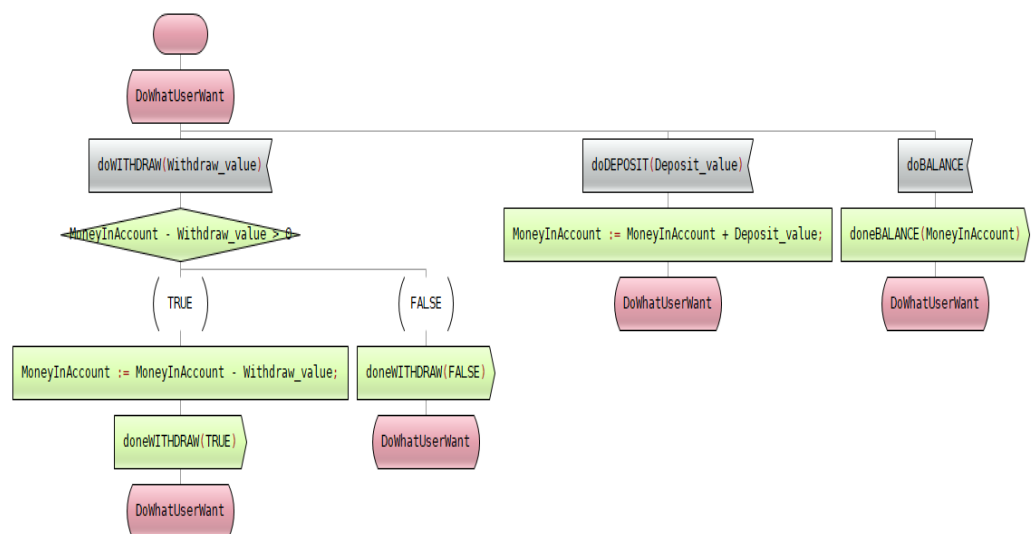 DoWhatUserWant
doWITHDRAW(Withdraw_value)
doDEPOSIT(Deposit_value)
doBALANCE
MoneyInAccount - Withdraw_value > 0
MoneyInAccount := MoneyInAccount + Deposit_value;
doneBALANCE(MoneyInAccount)
TRUE
FALSE
DoWhatUserWant
DoWhatUserWant
MoneyInAccount := MoneyInAccount - Withdraw_value;
doneWITHDRAW(FALSE)
doneWITHDRAW(TRUE)
DoWhatUserWant
DoWhatUserWant